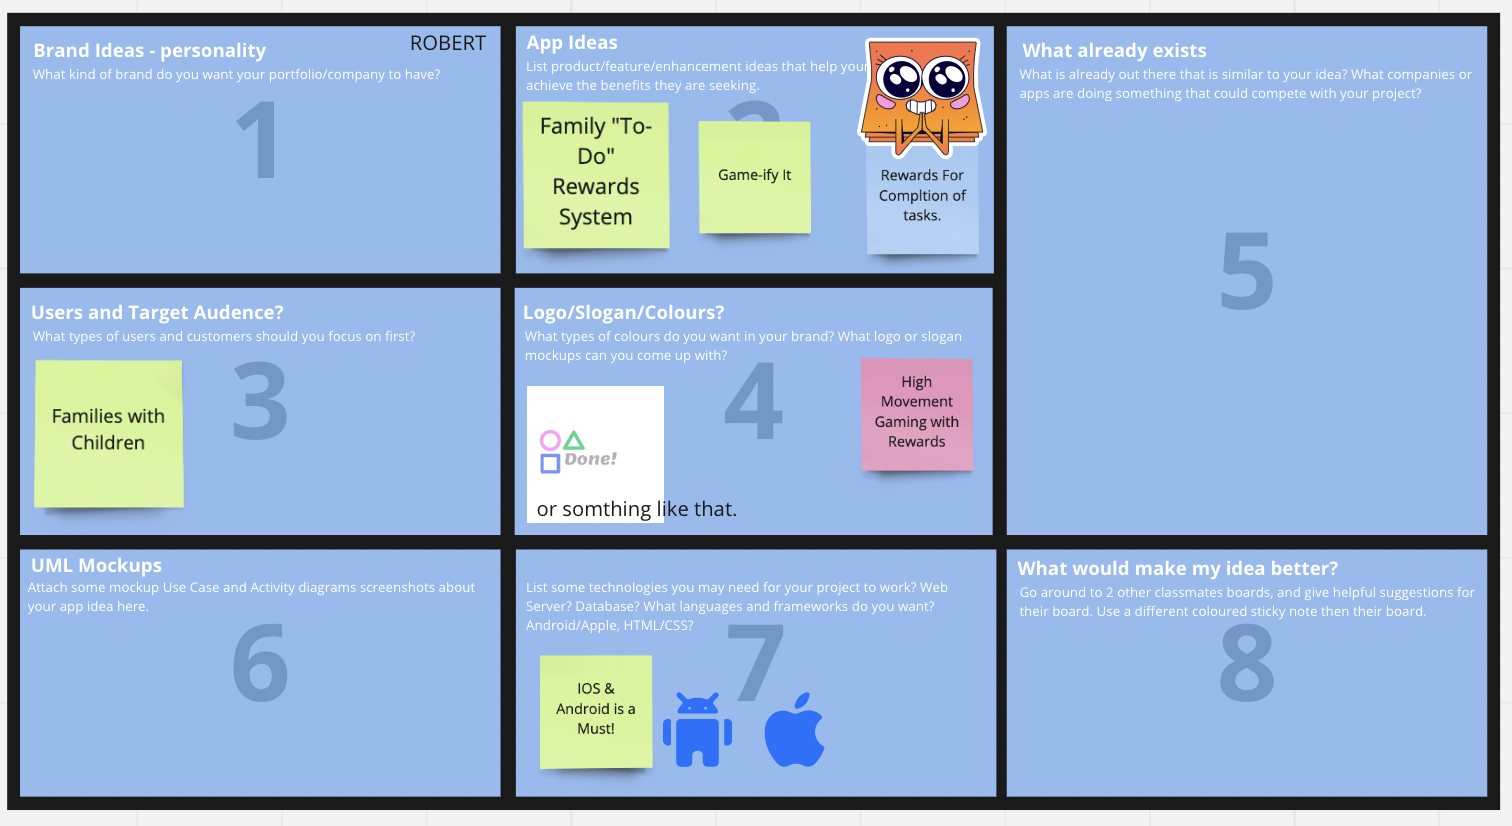 Brand Ideas - personality
ROBERT
What kind of brand do you want your portfolio/company to have?
1
App Ideas
List product/feature/enhancement ideas that help your
achieve the benefits they are seeking.
2
Family "To-
Do"
Rewards
System
Game-ify It
Rewards For
Compltion of
tasks.
What already exists
What is already out there that is similar to your idea? What companies or
apps are doing something that could compete with your project?
5
Users and Target Audence?
What types of users and customers should you focus on first?
3
Families with
Children
Logo/Slogan/Colours?
What types of colours do you want in your brand? What logo or slogan
mockups can you come up with?
4
Done!
or somthing like that.
High
Movement
Gaming with
Rewards
UML Mockups
Attach some mockup Use Case and Activity diagrams screenshots about
your app idea here.
6
List some technologies you may need for your project to work? Web
Server? Database? What languages and frameworks do you want?
Android/Apple, HTML/CSS?
7
IOS &
Android is a
Must!
What would make my idea better?
Go around to 2 other classmates boards, and give helpful suggestions for
their board. Use a different coloured sticky note then their board.
8